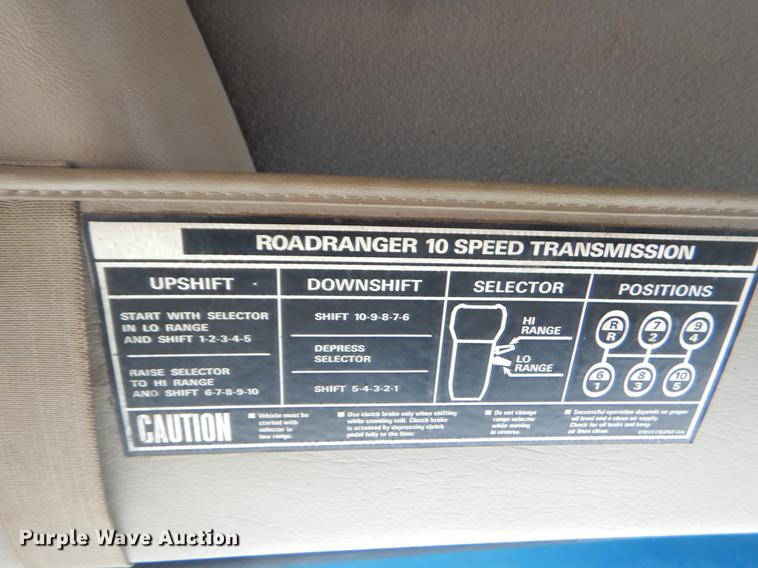 ROADRANGER 10 SPEED TRANSMISSION
UPSHIFT
START WITH SELECTOR
IN LO RANGE
AND SHIFT 1-2-3-4-5
RAISE SELECTOR
TO HI RANGE
AND SHIFT 6-7-8-9-10
DOWNSHIFT
SHIFT 10-9-8-7-6
DEPRESS
SELECTOR
SHIFT 5-4-3-2-1
SELECTOR
HI
RANGE
LO
RANGE
POSITIONS
R 7 9
R 2 4
6 8 10
1 3 5
CAUTION
Vehicle must be
started with
selector in
low range.
Use clutch brake only when shifting
while standing still. Clutch brake
is actuated by depressing clutch
pedal fully to the floor.
Do not change
range selector
while moving
in reverse.
Successful operation depends on proper
oil level and a clean air supply.
Check for oil leaks and keep
air lines clean.
Purple Wave Auction